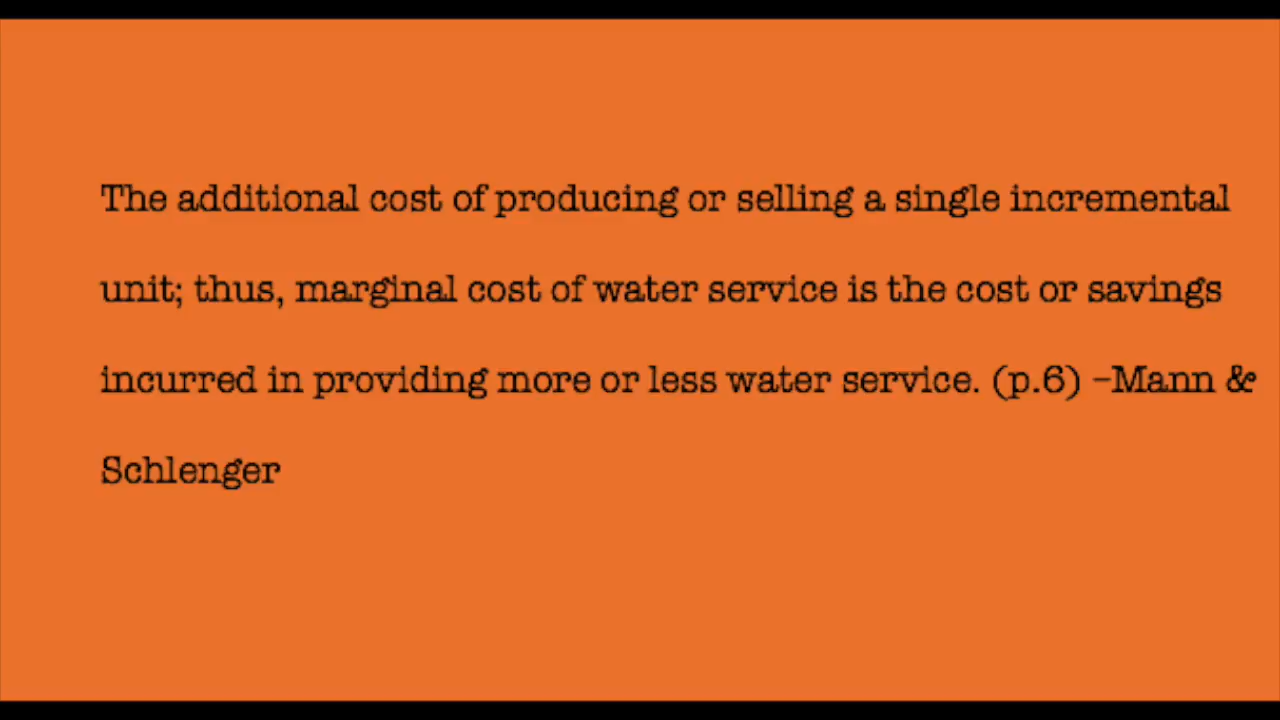 The additional cost of producing or selling a single incremental
unit; thus, marginal cost of water service is the cost or savings
incurred in providing more or less water service. (p.6) –Mann &
Schlenger